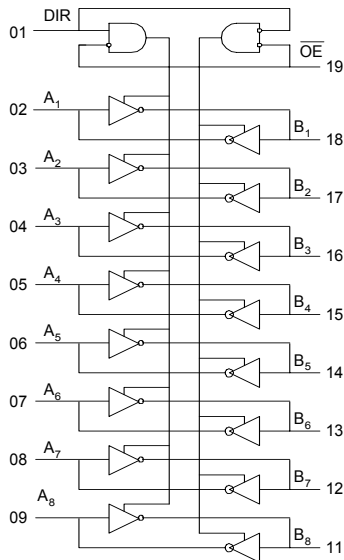 DIR
01
OE
19
02 A1
B1 18
03 A2
B2 17
04 A3
B3 16
05 A4
B4 15
06 A5
B5 14
07 A6
B6 13
08 A7
B7 12
09 A8
B8 11